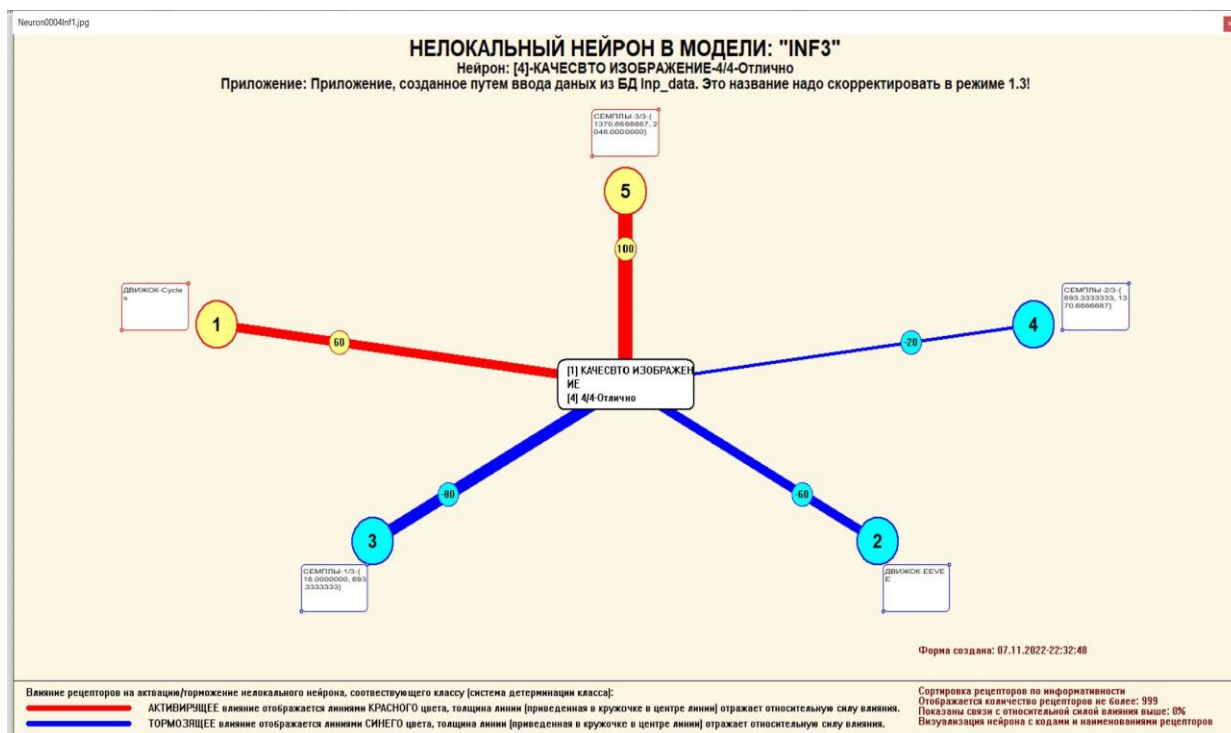 Neuron0004Inf1.jpg
НЕЛОКАЛЬНЫЙ НЕЙРОН В МОДЕЛИ: "INF3"
Нейрон: [4]-КАЧЕСВТО ИЗОБРАЖЕНИЕ-4/4-Отлично
Приложение: Приложение, созданное путем ввода даных из БД Inp_data. Это название надо скорректировать в режиме 1.3!
СЕМПЛЫ-3/3-{
1370.6666667, 2
048.0000000}
5
100
ДВИЖОК-Cycle
s
1
60
СЕМПЛЫ-2/3-{
693.3333333, 13
70.6666667}
4
-20
[1] КАЧЕСВТО ИЗОБРАЖЕН
ИЕ
[4] 4/4-Отлично
-80
3
СЕМПЛЫ-1/3-{
16.0000000, 693
.3333333}
-60
2
ДВИЖОК-EEVE
E
Форма создана: 07.11.2022-22:32:48
Влияние рецепторов на актвацию/торможение нелокального нейрона, соотвествующего классу (система детерминации класса):
АКТИВИРУЩЕЕ влияние отображается линиями КРАСНОГО цвета, толщина линии (приведенная в кружочке в центре линии) отражает относительную силу влияния.
ТОРМОЗЯЩЕЕ влияние отображается линиями СИНЕГО цвета, толщина линии (приведенная в кружочке в центре линии) отражает относительную силу влияния.
Сортировка рецепторов по информативности
Отображается количество рецепторов не более: 999
Показаны связи с относительной силой влияния выше: 0%
Визуализация нейрона с кодами и наименованиями рецепторов